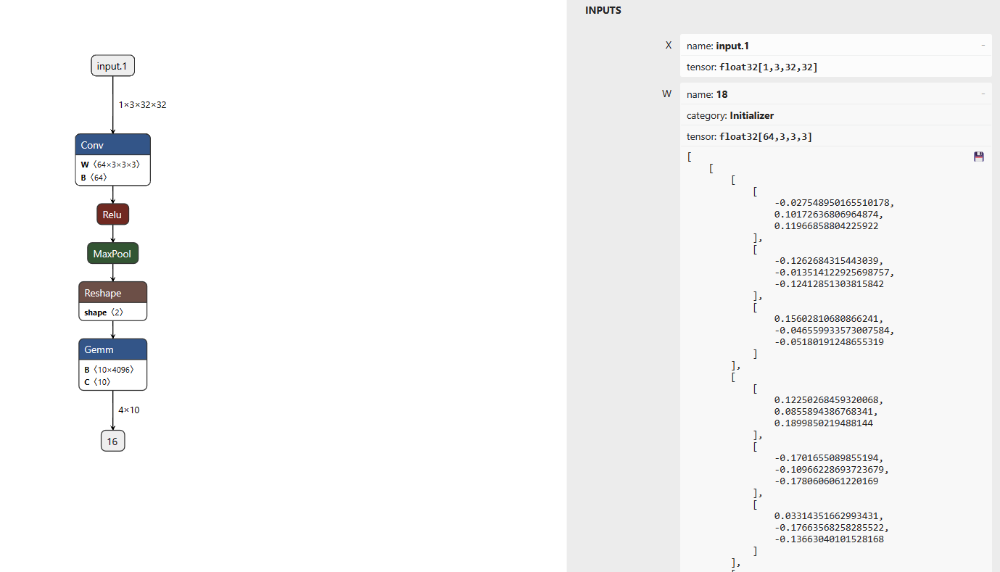 input.1
1×3×32×32
Conv
W 〈64×3×3×3〉
B 〈64〉
Relu
MaxPool
Reshape
shape 〈2〉
Gemm
B 〈10×4096〉
C 〈10〉
4×10
16
INPUTS
X
name: input.1
-
tensor: float32[1,3,32,32]
W
name: 18
-
category: Initializer
tensor: float32[64,3,3,3]
[
[
[
[
-0.027548950165510178,
0.10172636806964874,
0.11966858804225922
],
[
-0.1262684315443039,
-0.013514122925698757,
-0.12412851303815842
],
[
0.15602810680866241,
-0.046559933573007584,
-0.05180191248655319
]
],
[
[
0.12250268459320068,
0.0855894386768341,
0.1899850219488144
],
[
-0.1701655089855194,
-0.10966228693723679,
-0.1780606061220169
],
[
0.03314351662993431,
-0.17663568258285522,
-0.13663040101528168
]
],